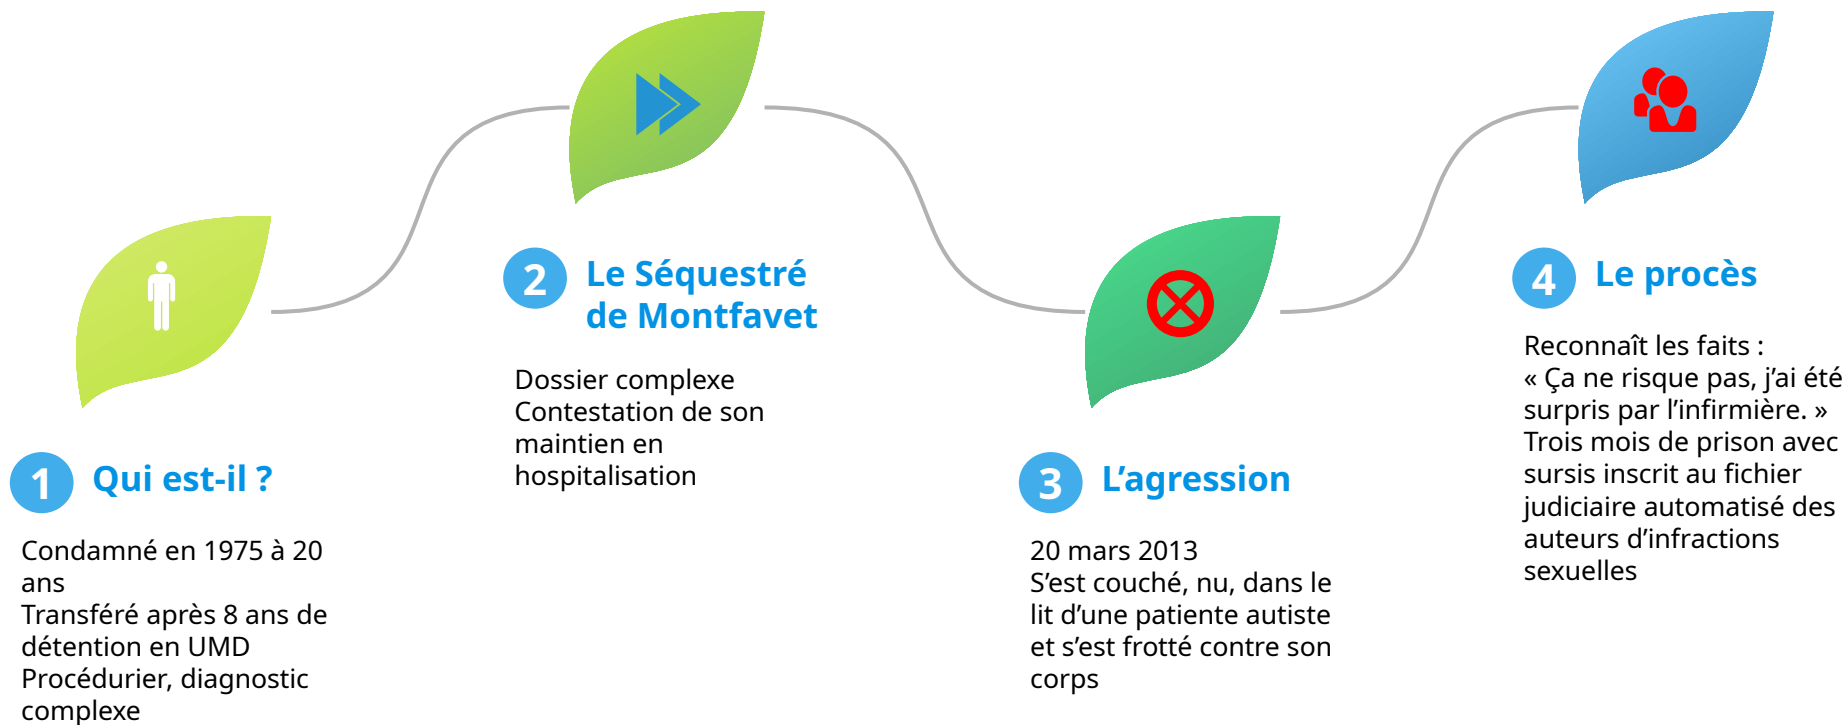 1 Qui est-il ?
Condamné en 1975 à 20
ans
Transféré après 8 ans de
détention en UMD
Procédurier, diagnostic
complexe
2 Le Séquestré
de Montfavet
Dossier complexe
Contestation de son
maintien en
hospitalisation
3 L’agression
20 mars 2013
S’est couché, nu, dans le
lit d’une patiente autiste
et s’est frotté contre son
corps
4 Le procès
Reconnaît les faits :
« Ça ne risque pas, j’ai été
surpris par l’infirmière. »
Trois mois de prison avec
sursis inscrit au fichier
judiciaire automatisé des
auteurs d’infractions
sexuelles